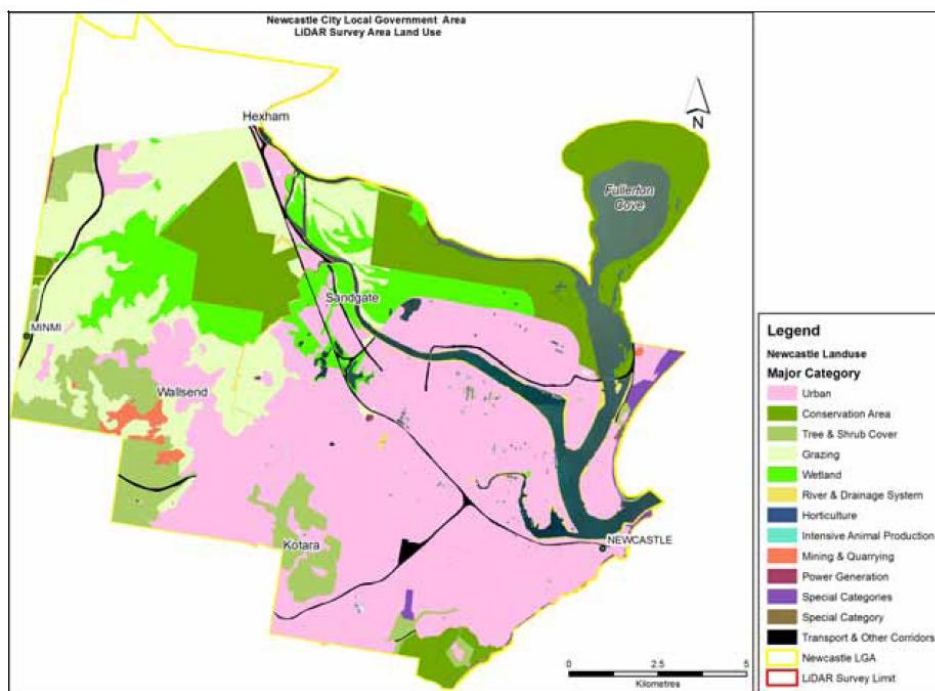 Newcastle City Local Government Area
LiDAR Survey Area Land Use
Hexham
N
Fullerton
Cove
Sandgate
MINMI
Wallsend
Kotara
NEWCASTLE
0 2.5 5
Kilometres
Legend
Newcastle Landuse
Major Category
Urban
Conservation Area
Tree & Shrub Cover
Grazing
Wetland
River & Drainage System
Horticulture
Intensive Animal Production
Mining & Quarrying
Power Generation
Special Categories
Special Category
Transport & Other Corridors
Newcastle LGA
LiDAR Survey Limit